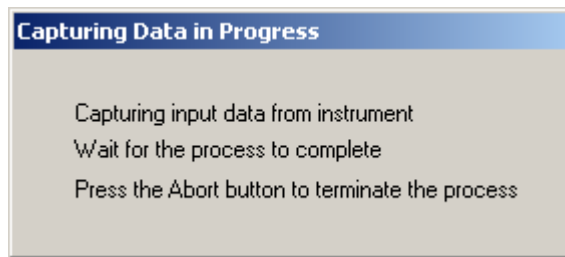 Capturing Data in Progress
Capturing input data from instrument
Wait for the process to complete
Press the Abort button to terminate the process